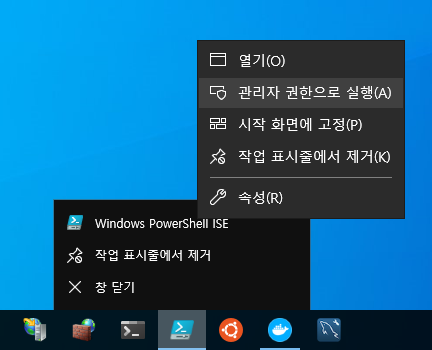 열기(O)
관리자 권한으로 실행(A)
시작 화면에 고정(P)
작업 표시줄에서 제거(K)
속성(R)
Windows PowerShell ISE
작업 표시줄에서 제거
창 닫기